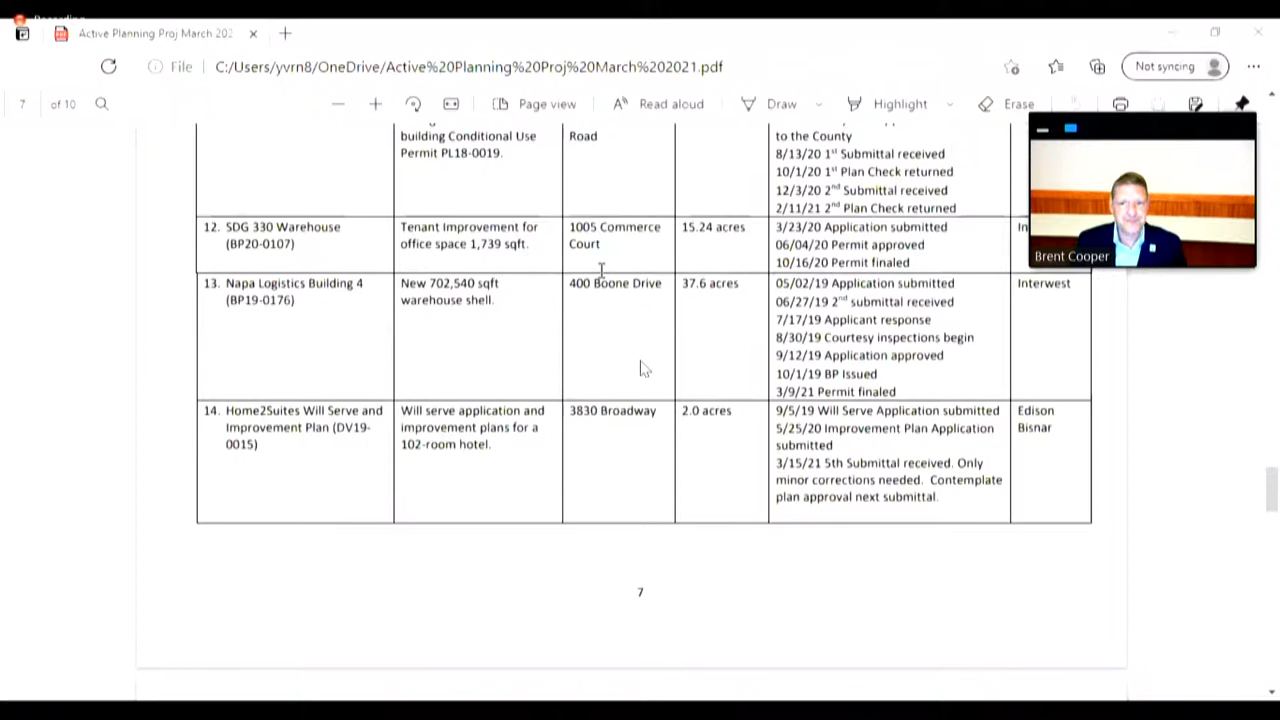 Recording
Active Planning Proj March 202
File C:/Users/yvrn8/OneDrive/Active%20Planning%20Proj%20March%202021.pdf Not syncing
7 of 10 Page view Read aloud Draw Highlight Erase
building Conditional Use
Permit PL18-0019.
Road
to the County
8/13/20 1st Submittal received
10/1/20 1st Plan Check returned
12/3/20 2nd Submittal received
2/11/21 2nd Plan Check returned
Brent Cooper
12. SDG 330 Warehouse
(BP20-0107)
Tenant Improvement for
office space 1,739 sqft.
1005 Commerce
Court
15.24 acres
3/23/20 Application submitted
06/04/20 Permit approved
10/16/20 Permit finaled
In
13. Napa Logistics Building 4
(BP19-0176)
New 702,540 sqft
warehouse shell.
400 Boone Drive
37.6 acres
05/02/19 Application submitted
06/27/19 2nd submittal received
7/17/19 Applicant response
8/30/19 Courtesy inspections begin
9/12/19 Application approved
10/1/19 BP Issued
3/9/21 Permit finaled
Interwest
14. Home2Suites Will Serve and
Improvement Plan (DV19-
0015)
Will serve application and
improvement plans for a
102-room hotel.
3830 Broadway
2.0 acres
9/5/19 Will Serve Application submitted
5/25/20 Improvement Plan Application
submitted
3/15/21 5th Submittal received. Only
minor corrections needed. Contemplate
plan approval next submittal.
Edison
Bisnar
7